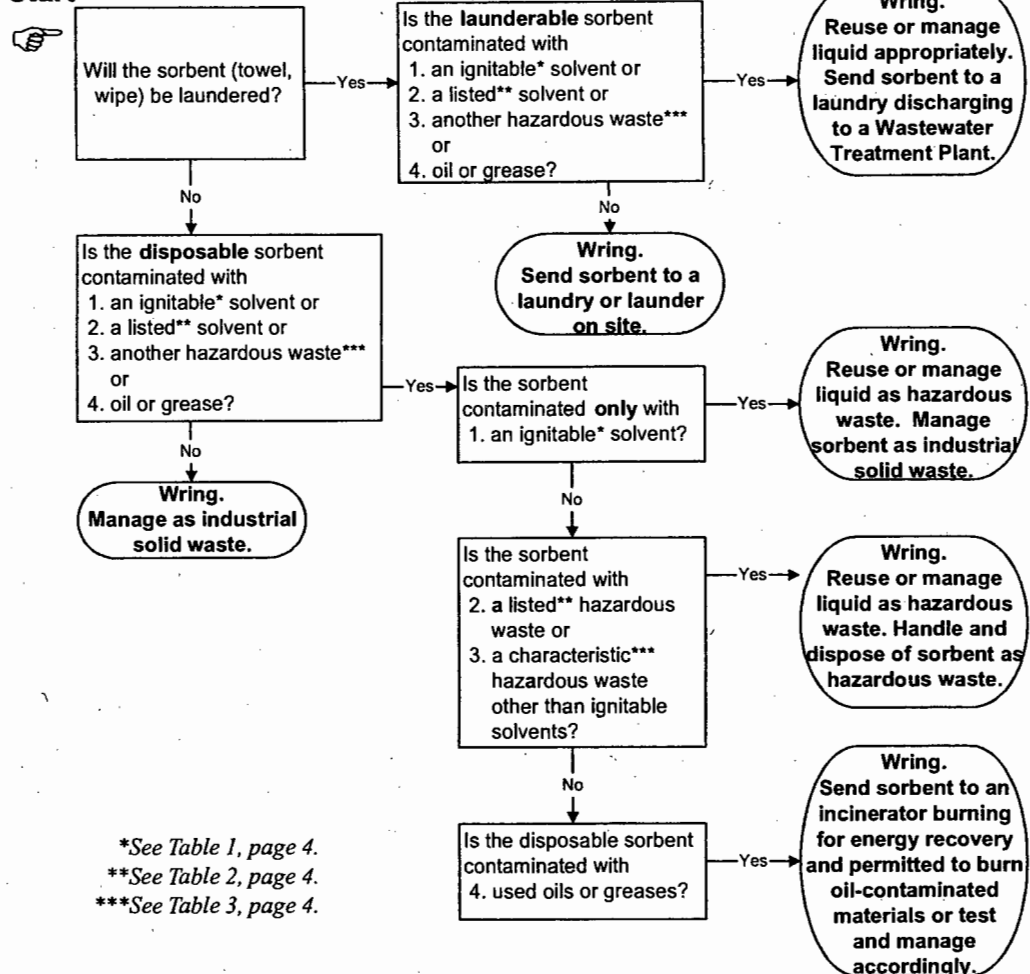 Will the sorbent (towel,
wipe) be laundered?
Yes
Is the launderable sorbent
contaminated with
1. an ignitable* solvent or
2. a listed** solvent or
3. another hazardous waste***
or
4. oil or grease?
Yes
Wring.
Reuse or manage
liquid appropriately.
Send sorbent to a
laundry discharging
to a Wastewater
Treatment Plant.
No
No
Wring.
Send sorbent to a
laundry or launder
on site.
Is the disposable sorbent
contaminated with
1. an ignitable* solvent or
2. a listed** solvent or
3. another hazardous waste***
or
4. oil or grease?
Yes
Is the sorbent
contaminated only with
1. an ignitable* solvent?
Yes
Wring.
Reuse or manage
liquid as hazardous
waste. Manage
sorbent as industrial
solid waste.
No
Wring.
Manage as industrial
solid waste.
No
Is the sorbent
contaminated with
2. a listed** hazardous
waste or
3. a characteristic***
hazardous waste
other than ignitable
solvents?
Yes
Wring.
Reuse or manage
liquid as hazardous
waste. Handle and
dispose of sorbent as
hazardous waste.
No
Is the disposable sorbent
contaminated with
4. used oils or greases?
Yes
Wring.
Send sorbent to an
incinerator burning
for energy recovery
and permitted to burn
oil-contaminated
materials or test
and manage
accordingly.
*See Table 1, page 4.
**See Table 2, page 4.
***See Table 3, page 4.